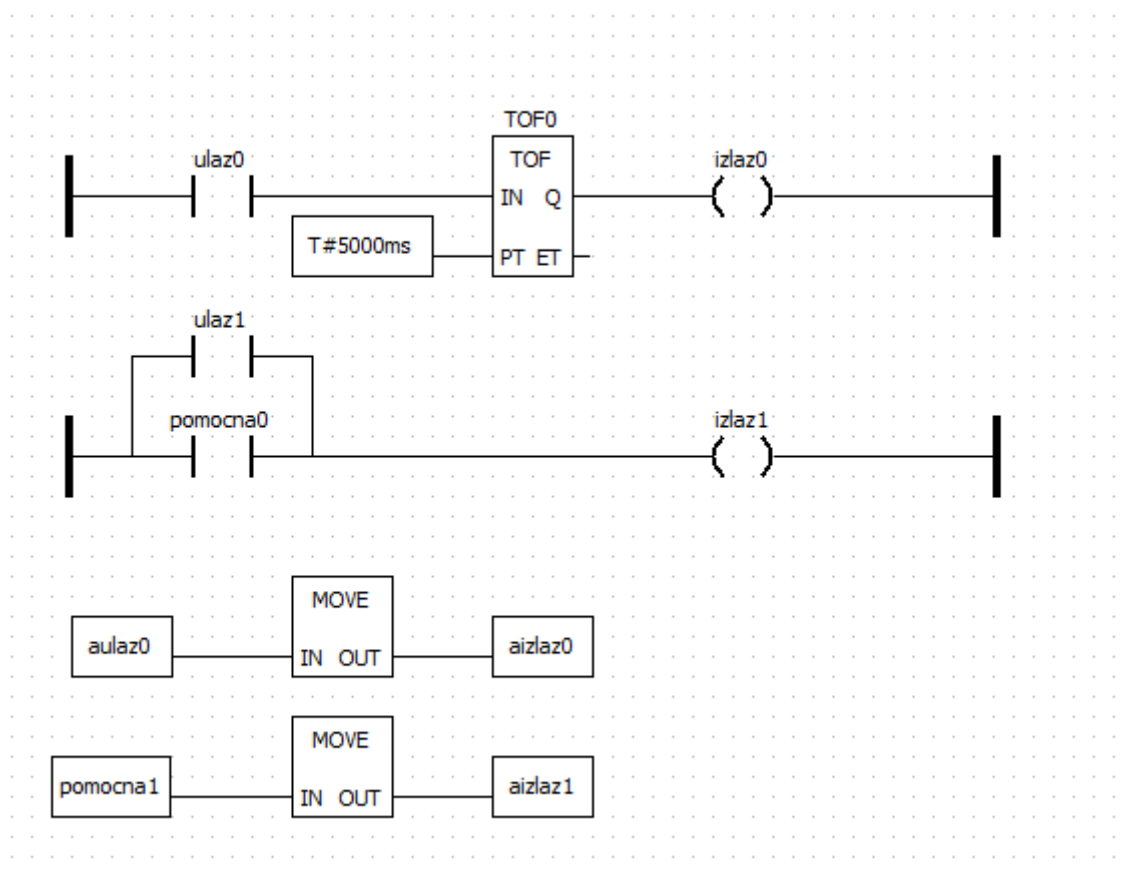 TOF0
ulaz0
TOF
izlaz0
IN Q
T#5000ms
PT ET
ulaz1
pomocna0
izlaz1
MOVE
aulaz0
aizlaz0
IN OUT
MOVE
pomocna1
aizlaz1
IN OUT